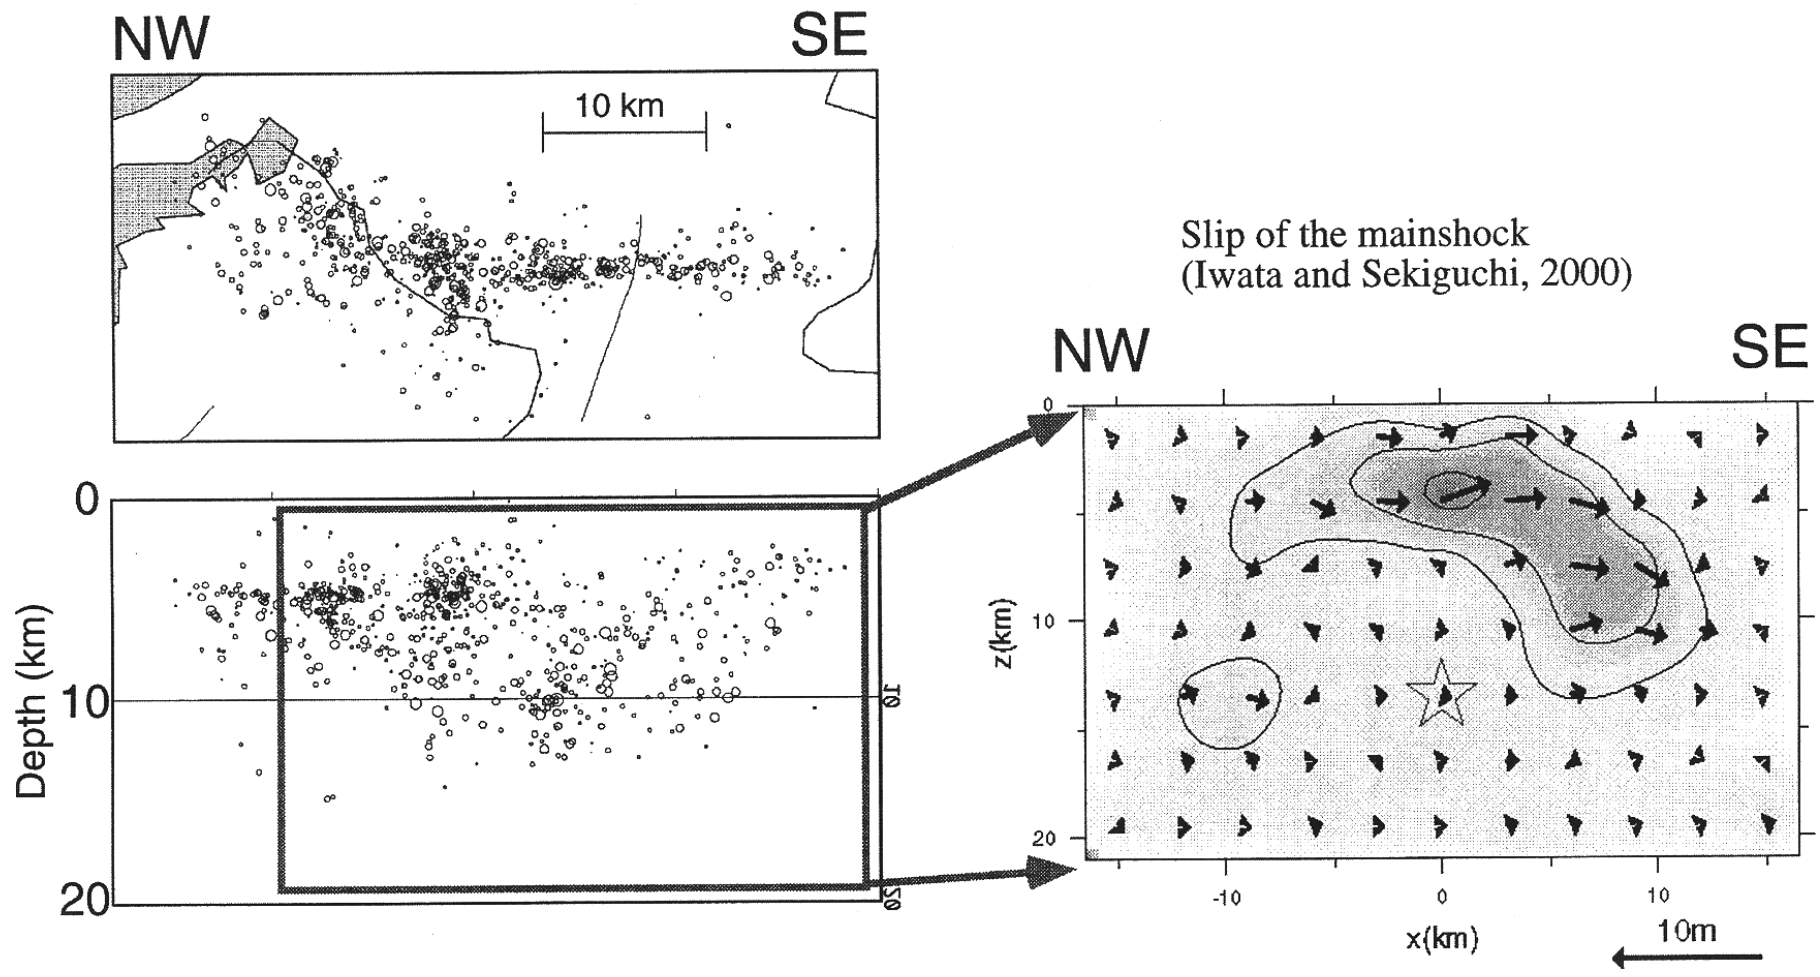 NW
SE
10 km
Slip of the mainshock
(Iwata and Sekiguchi, 2000)
NW
SE
0
10
20
Depth (km)
10
20
0
10
20
z(km)
-10
0
10
x(km)
10m